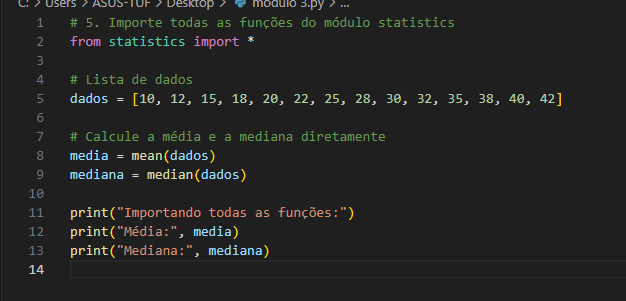 C: > Users > ASUS-TUF > Desktop > modulo 3.py > ...
1 # 5. Importe todas as funções do módulo statistics
2 from statistics import *
3
4 # Lista de dados
5 dados = [10, 12, 15, 18, 20, 22, 25, 28, 30, 32, 35, 38, 40, 42]
6
7 # Calcule a média e a mediana diretamente
8 media = mean(dados)
9 mediana = median(dados)
10
11 print("Importando todas as funções:")
12 print("Média:", media)
13 print("Mediana:", mediana)
14